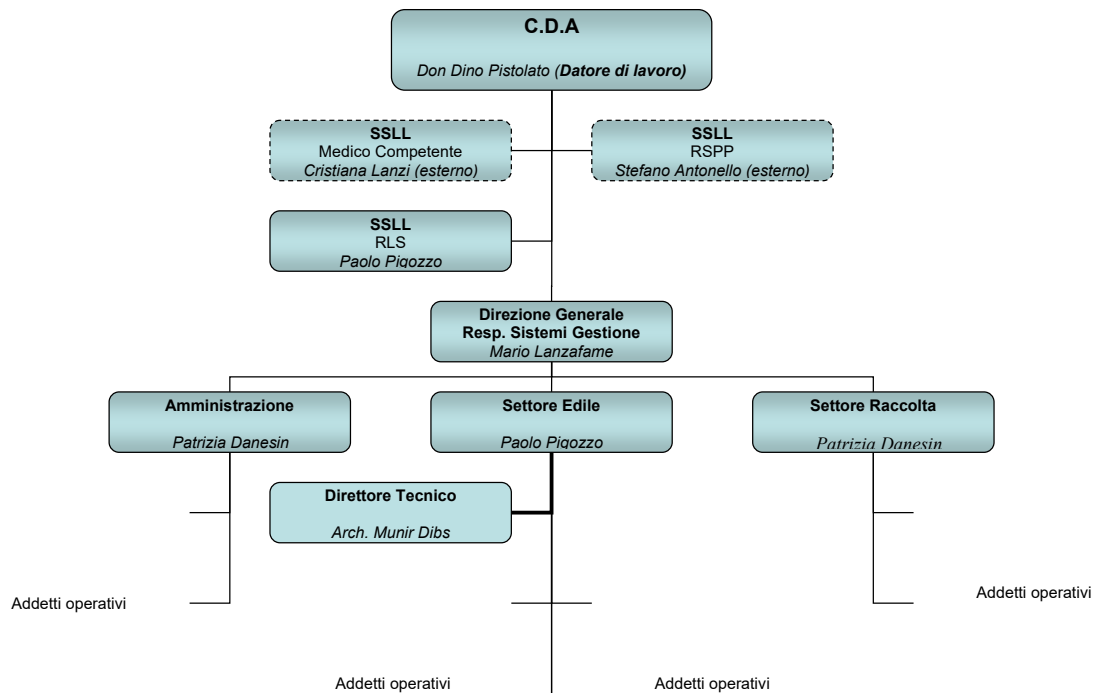 C.D.A
Don Dino Pistolato (Datore di lavoro)
SSLL
Medico Competente
Cristiana Lanzi (esterno)
SSLL
RSPP
Stefano Antonello (esterno)
SSLL
RLS
Paolo Pigozzo
Direzione Generale
Resp. Sistemi Gestione
Mario Lanzafame
Amministrazione
Patrizia Danesin
Settore Edile
Paolo Pigozzo
Settore Raccolta
Patrizia Danesin
Direttore Tecnico
Arch. Munir Dibs
Addetti operativi
Addetti operativi
Addetti operativi
Addetti operativi